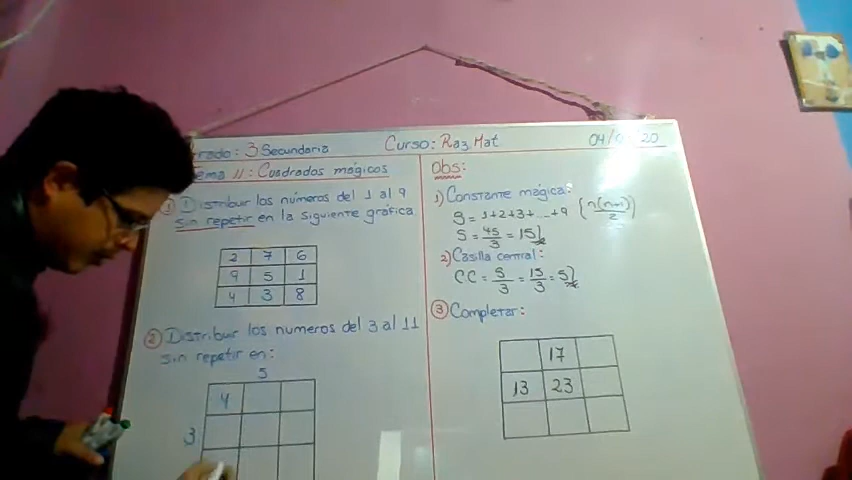 rado: 3 Secundaria
Curso: Raz Mat
04/ 20
ema 11: Cuadrados mágicos
① Distribuir los números del 1 al 9
sin repetir en la siguiente gráfica
2 7 6
9 5 1
4 3 8
② Distribuir los numeros del 3 al 11
sin repetir en:
5
4
3
Obs:
1) Constante mágica:
S = 1+2+3+...+9 (n(n+1)/2)
S = 45/3 = 15
2) Casilla central:
CC = S/3 = 15/3 = 5
③ Completar:
17
13 23